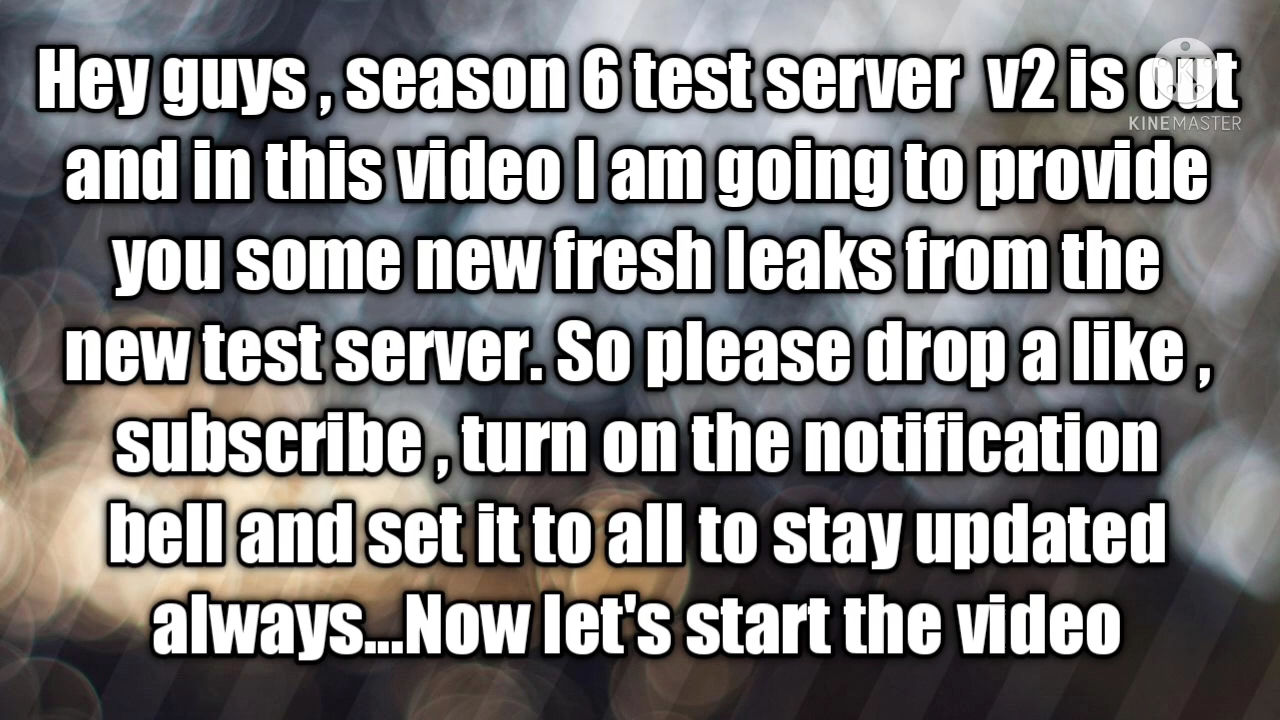 Hey guys , season 6 test server  v2 is out
KINEMASTER
and in this video I am going to provide
you some new fresh leaks from the
new test server. So please drop a like ,
subscribe , turn on the notification
bell and set it to all to stay updated
always...Now let's start the video